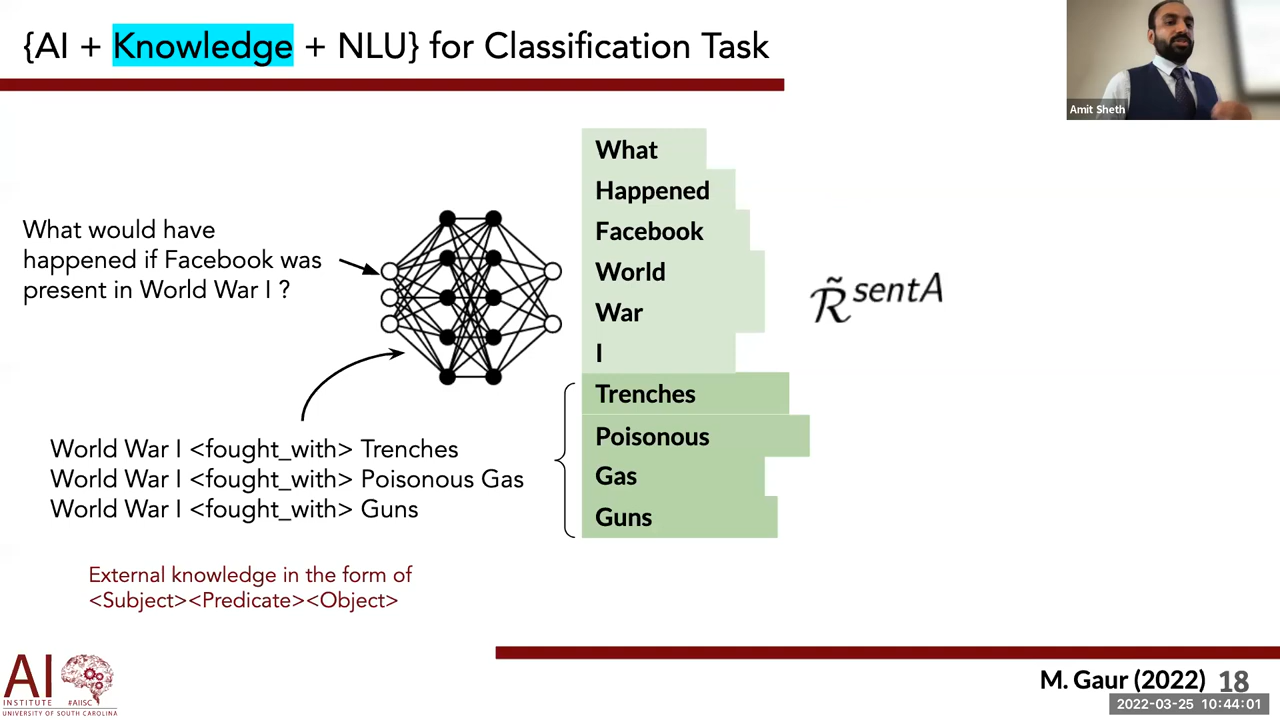 {AI + Knowledge + NLU} for Classification Task
Amit Sheth
What would have
happened if Facebook was
present in World War I ?
What
Happened
Facebook
World
War
I
Trenches
Poisonous
Gas
Guns
R̃ sentA
World War I <fought_with> Trenches
World War I <fought_with> Poisonous Gas
World War I <fought_with> Guns
External knowledge in the form of
<Subject><Predicate><Object>
AI
INSTITUTE #AIISC
UNIVERSITY OF SOUTH CAROLINA
M. Gaur (2022) 18
2022-03-25 10:44:01